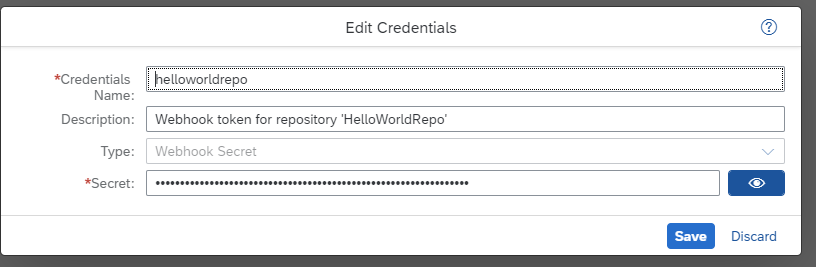 Edit Credentials
?
*Credentials Name:
helloworldrepo
Description:
Webhook token for repository 'HelloWorldRepo'
Type:
Webhook Secret
*Secret:
••••••••••••••••••••••••••••••••••••••••••••••••••••••••••••••••
Save
Discard